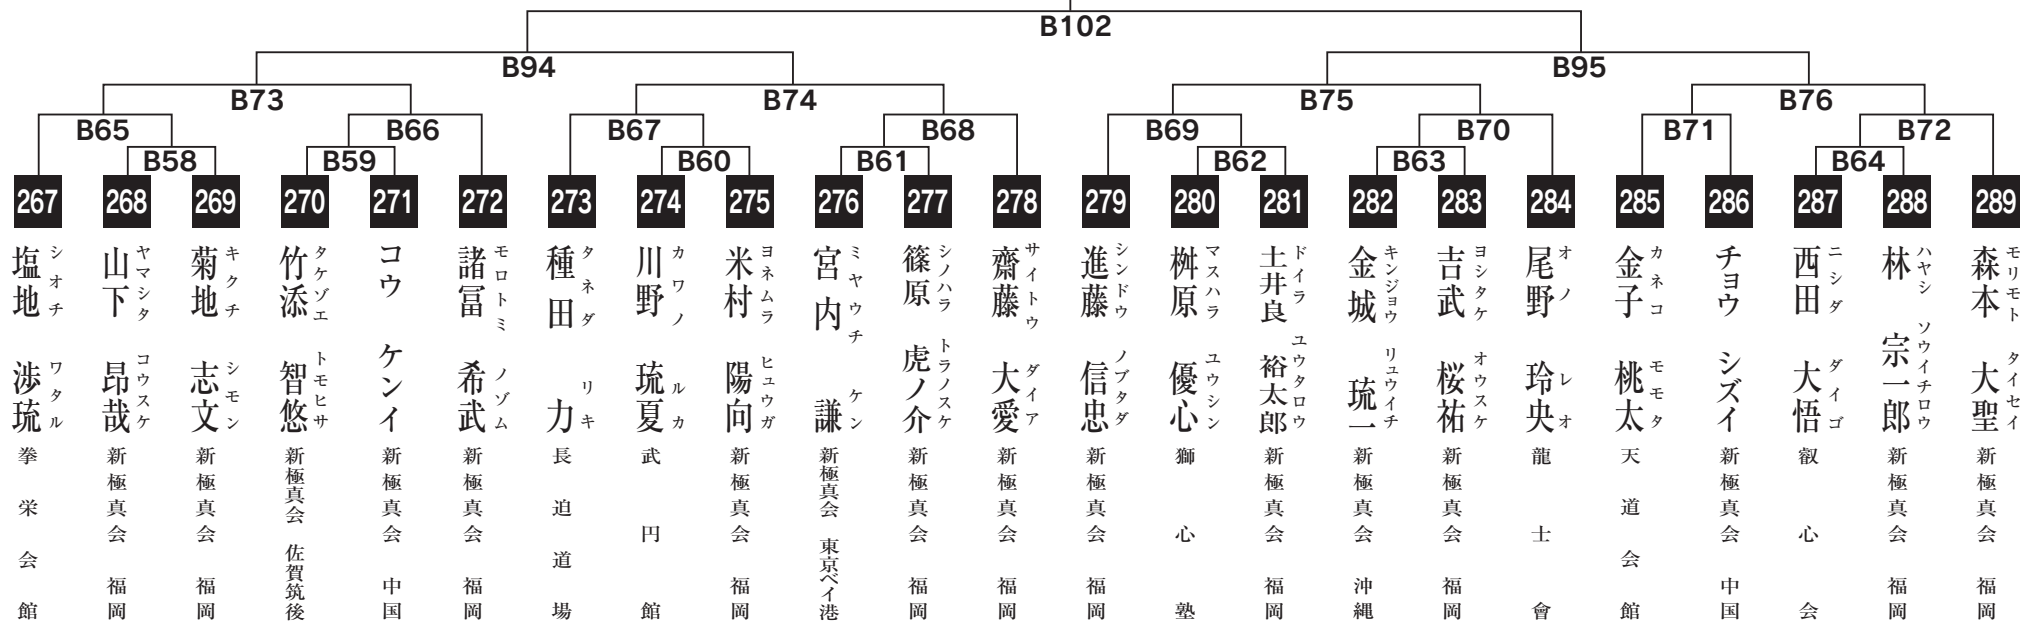 B102
B94 B95
B73 B74 B75 B76
B65 B66 B67 B68 B69 B70 B71 B72
B58 B59 B60 B61 B62 B63 B64
267 268 269 270 271 272 273 274 275 276 277 278 279 280 281 282 283 284 285 286 287 288 289
塩地 渉琉 シオチ ワタル 拳栄会館
山下 昂哉 ヤマシタ コウスケ 新極真会 福岡
菊地 志文 キクチ シモン 新極真会 福岡
竹添 智悠 タケゾエ トモヒサ 新極真会 佐賀筑後
コウ ケンイ 新極真会 中国
諸冨 希武 モロトミ ノゾム 新極真会 福岡
種田 力 タネダ リキ 長迫道場
川野 琉夏 カワノ ルカ 武円館
米村 陽向 ヨネムラ ヒュウガ 新極真会 福岡
宮内 謙 ミヤウチ ケン 新極真会 東京ベイ港
篠原 虎ノ介 シノハラ トラノスケ 新極真会 福岡
齋藤 大愛 サイトウ ダイア 新極真会 福岡
進藤 信忠 シンドウ ノブタダ 新極真会 福岡
桝原 優心 マスハラ ユウシン 獅心塾
土井良 裕太郎 ドイラ ユウタロウ 新極真会 福岡
金城 琉一 キンジョウ リュウイチ 新極真会 沖縄
吉武 桜祐 ヨシタケ オウスケ 新極真会 福岡
尾野 玲央 オノ レオ 龍士會
金子 桃太 カネコ モモタ 天道会館
チョウ シズイ 新極真会 中国
西田 大悟 ニシダ ダイゴ 叡心会
林 宗一郎 ハヤシ ソウイチロウ 新極真会 福岡
森本 大聖 モリモト タイセイ 新極真会 福岡